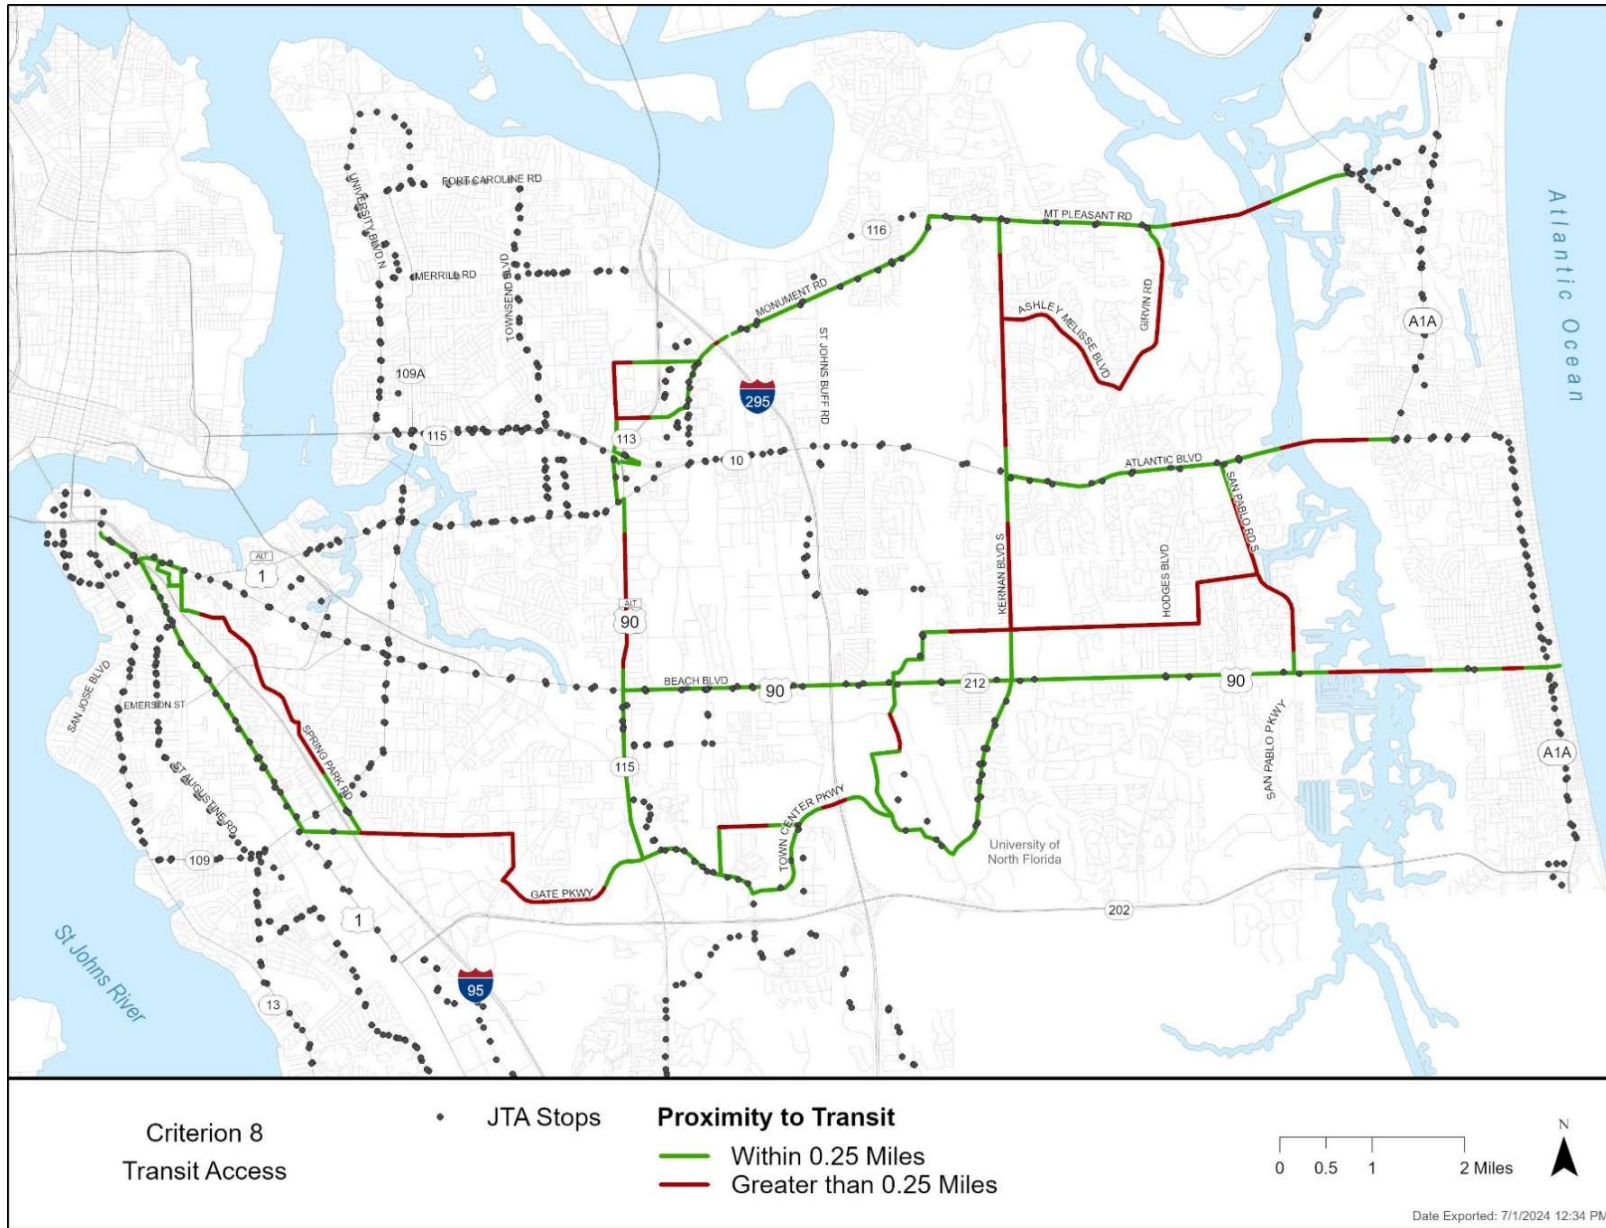 FORT CAROLINE RD
UNIVERSITY BLVD N
MERRILL RD
TOWNSEND BLVD
109A
115
116
MT PLEASANT RD
MONUMENT RD
ASHLEY MELISSE BLVD
GIRVIN RD
ST JOHNS BUFF RD
295
113
10
A1A
Atlantic Ocean
ATLANTIC BLVD
SAN PABLO RD S
KERNAN BLVD S
HODGES BLVD
ALT
1
ALT
90
BEACH BLVD
90
212
90
SAN JOSE BLVD
EMERSON ST
SPRING PARK RD
ST AUGUSTINE RD
115
SAN PABLO PKWY
A1A
TOWN CENTER PKWY
University of
North Florida
109
GATE PKWY
202
1
St Johns River
95
13
Criterion 8
Transit Access
JTA Stops
Proximity to Transit
Within 0.25 Miles
Greater than 0.25 Miles
0 0.5 1 2 Miles
N
Date Exported: 7/1/2024 12:34 PM